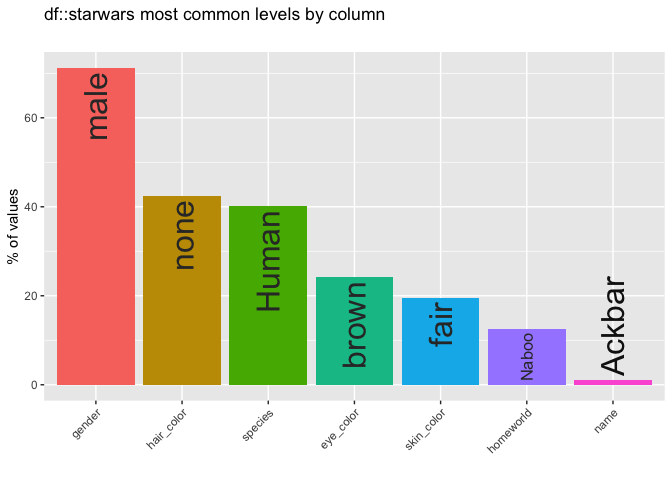 df::starwars most common levels by column
% of values
60
40
20
0
male
none
Human
brown
fair
Naboo
Ackbar
gender
hair_color
species
eye_color
skin_color
homeworld
name